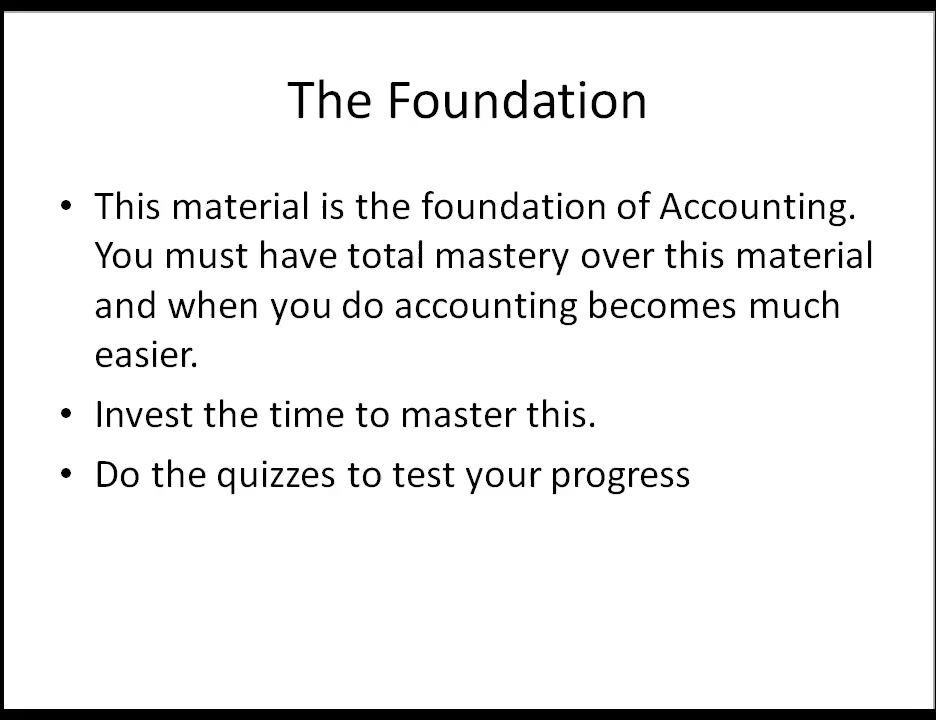 The Foundation
• This material is the foundation of Accounting.
You must have total mastery over this material
and when you do accounting becomes much
easier.
• Invest the time to master this.
• Do the quizzes to test your progress